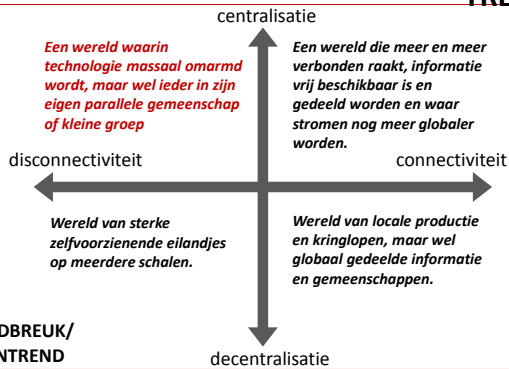 centralisatie
Een wereld waarin
technologie massaal omarmd
wordt, maar wel ieder in zijn
eigen parallele gemeenschap
of kleine groep
Een wereld die meer en meer
verbonden raakt, informatie
vrij beschikbaar is en
gedeeld worden en waar
stromen nog meer globaler
worden.
disconnectiviteit
connectiviteit
Wereld van sterke
zelfvoorzienende eilandjes
op meerdere schalen.
Wereld van locale productie
en kringlopen, maar wel
globaal gedeelde informatie
en gemeenschappen.
DBREUK/
NTREND
decentralisatie